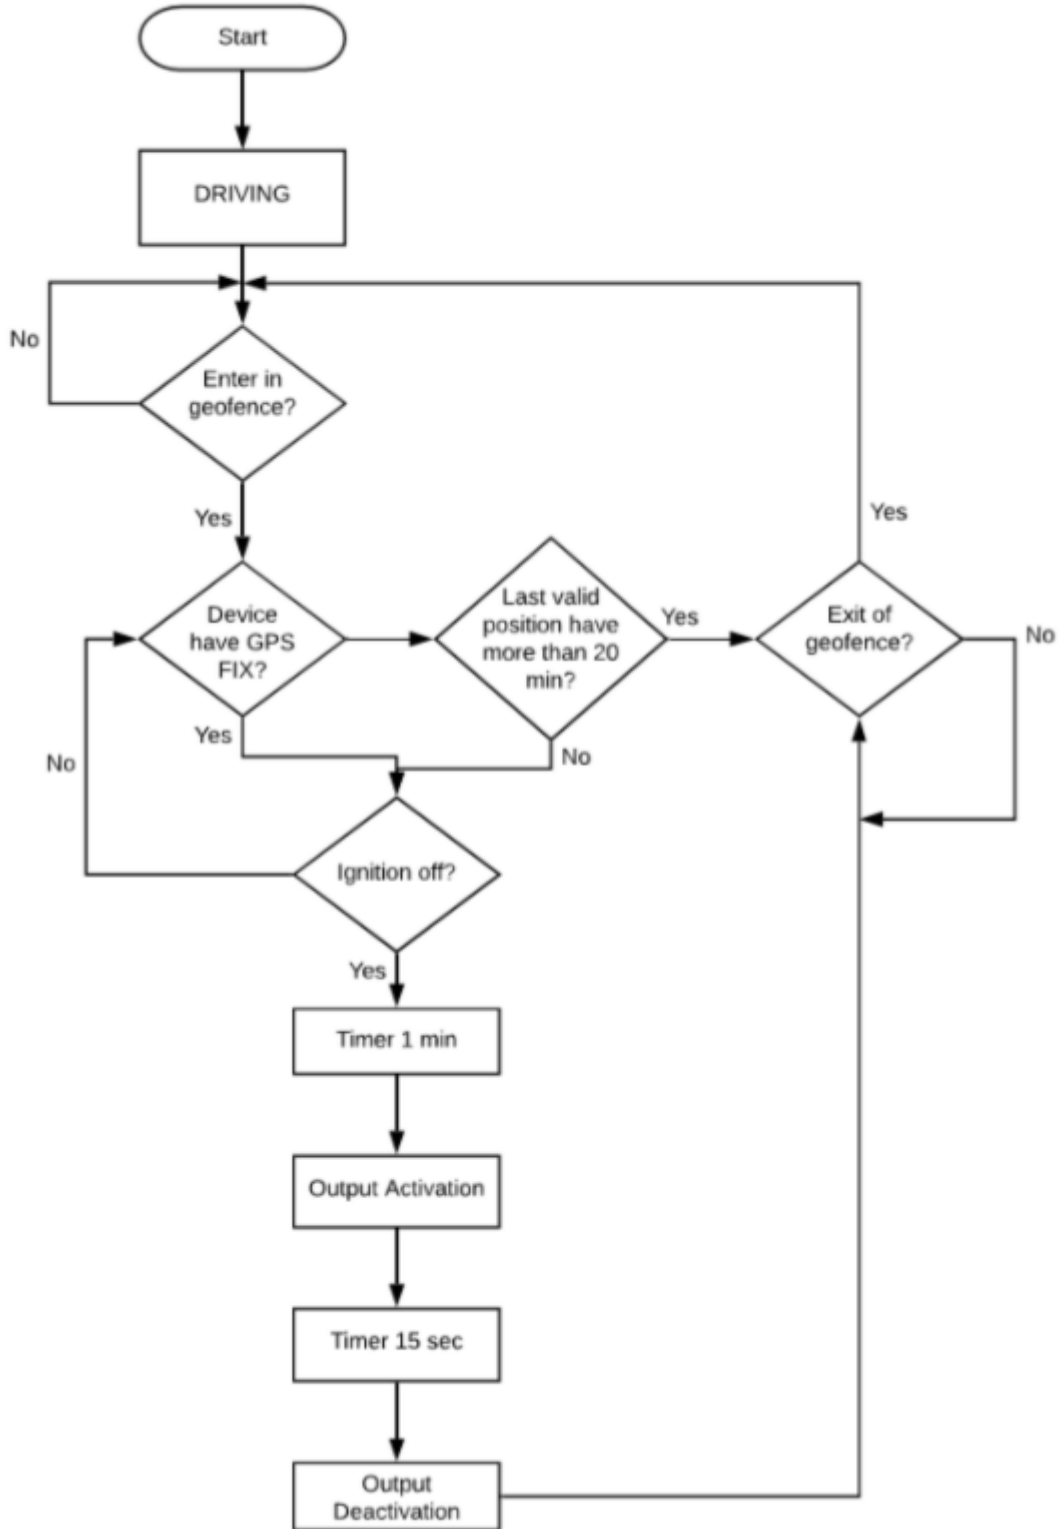 Start
DRIVING
No
Enter in
geofence?
Yes
Yes
Device
have GPS
FIX?
Last valid
position have
more than 20
min?
Yes
Exit of
geofence?
No
Yes
No
No
Ignition off?
Yes
Timer 1 min
Output Activation
Timer 15 sec
Output
Deactivation